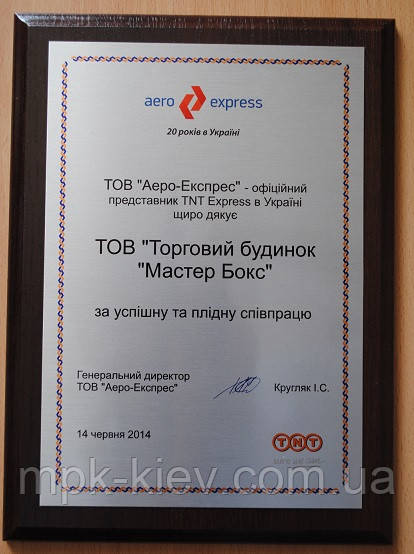 aero express
20 років в Україні
ТОВ "Аеро-Експрес" - офіційний
представник TNT Express в Україні
щиро дякує
ТОВ "Торговий будинок
"Мастер Бокс"
за успішну та плідну співпрацю
Генеральний директор
ТОВ "Аеро-Експрес"
Кругляк І.С.
14 червня 2014
TNT
mpk-kiev.com.ua